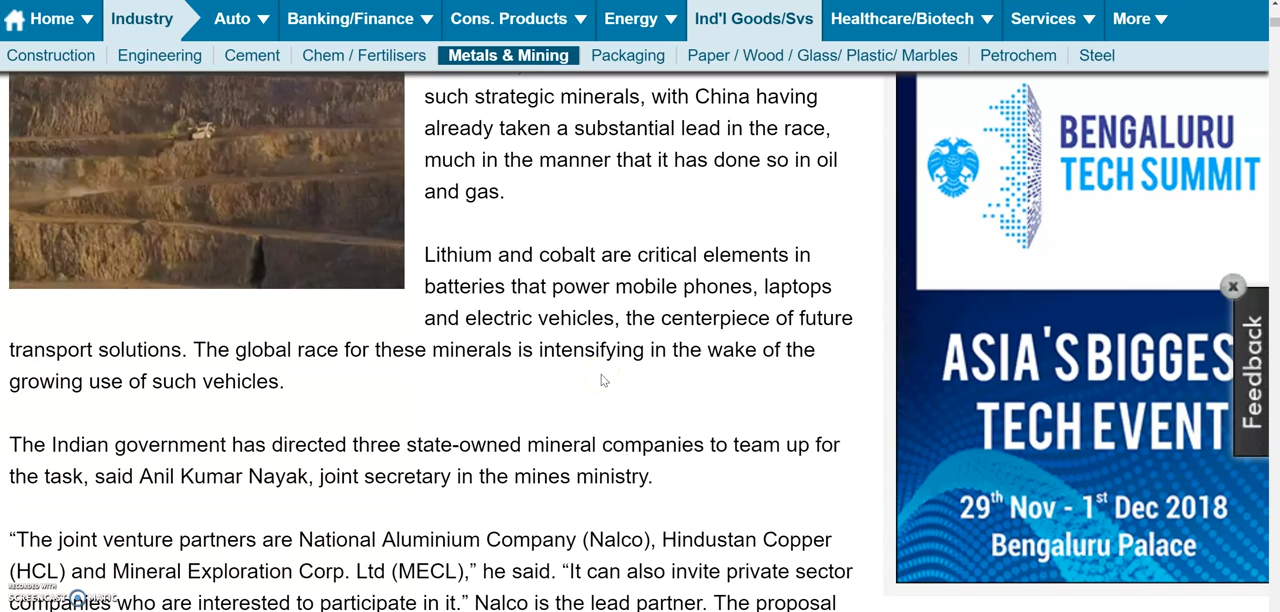 Home Industry Auto Banking/Finance Cons. Products Energy Ind'l Goods/Svs Healthcare/Biotech Services More
Construction Engineering Cement Chem / Fertilisers Metals & Mining Packaging Paper / Wood / Glass/ Plastic/ Marbles Petrochem Steel
such strategic minerals, with China having
already taken a substantial lead in the race,
much in the manner that it has done so in oil
and gas.
Lithium and cobalt are critical elements in
batteries that power mobile phones, laptops
and electric vehicles, the centerpiece of future
transport solutions. The global race for these minerals is intensifying in the wake of the
growing use of such vehicles.
The Indian government has directed three state-owned mineral companies to team up for
the task, said Anil Kumar Nayak, joint secretary in the mines ministry.
“The joint venture partners are National Aluminium Company (Nalco), Hindustan Copper
(HCL) and Mineral Exploration Corp. Ltd (MECL),” he said. “It can also invite private sector
companies who are interested to participate in it.” Nalco is the lead partner. The proposal
BENGALURU
TECH SUMMIT
ASIA'S BIGGES
TECH EVENT
29th Nov - 1st Dec 2018
Bengaluru Palace
Feedback
RECORDED WITH
SCREENCAST MATIC